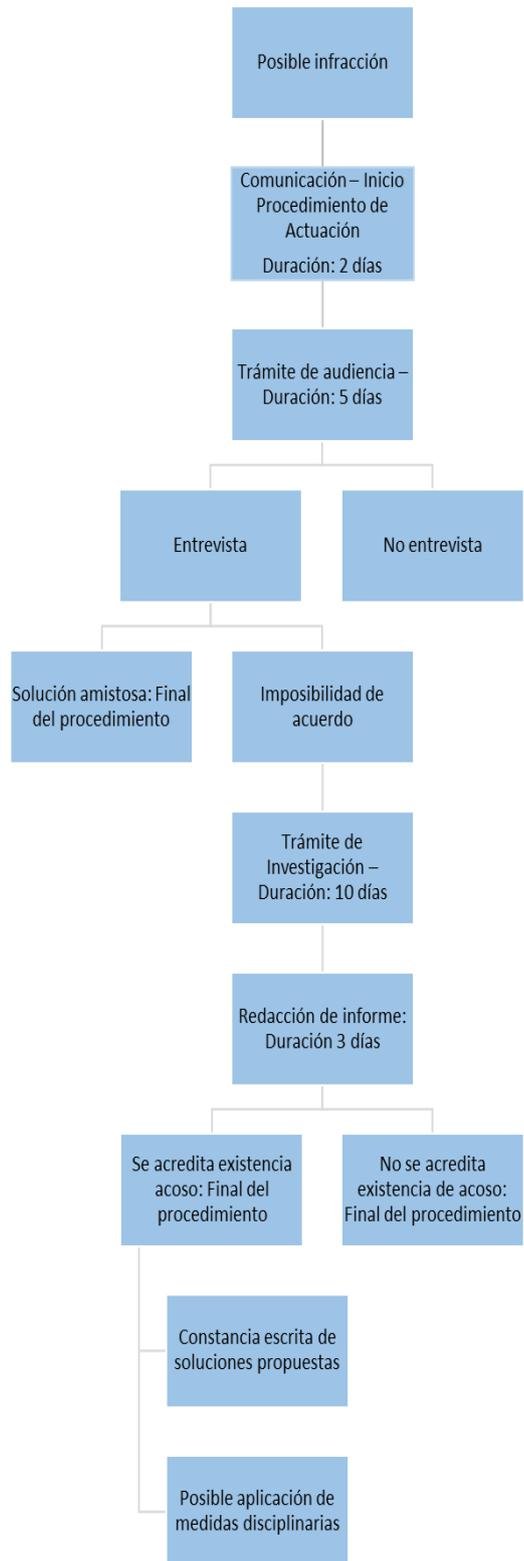 Posible infracción
Comunicación – Inicio
Procedimiento de
Actuación
Duración: 2 días
Trámite de audiencia –
Duración: 5 días
Entrevista
No entrevista
Solución amistosa: Final
del procedimiento
Imposibilidad de
acuerdo
Trámite de
Investigación –
Duración: 10 días
Redacción de informe:
Duración 3 días
Se acredita existencia
acoso: Final del
procedimiento
No se acredita
existencia de acoso:
Final del procedimiento
Constancia escrita de
soluciones propuestas
Posible aplicación de
medidas disciplinarias